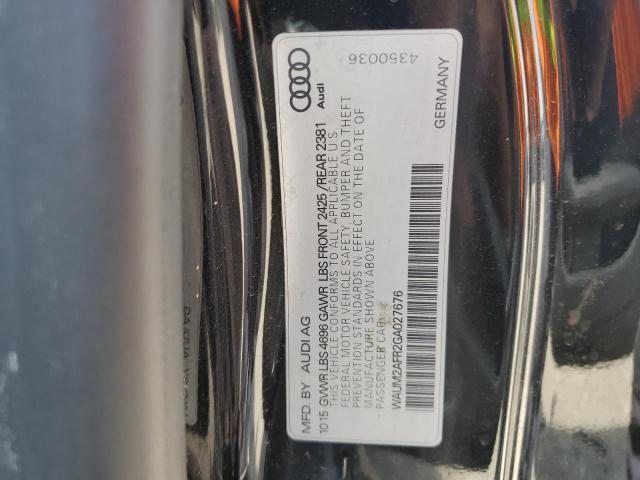 MFD. BY AUDI AG
Audi
1015 GVWR LBS 4696 GAWR LBS FRONT 2425 /REAR 2381
THIS VEHICLE CONFORMS TO ALL APPLICABLE U.S.
FEDERAL MOTOR VEHICLE SAFETY, BUMPER AND THEFT
PREVENTION STANDARDS IN EFFECT ON THE DATE OF
MANUFACTURE SHOWN ABOVE
PASSENGER CAR
4350036
WAUM2AFR2GA027676
GERMANY